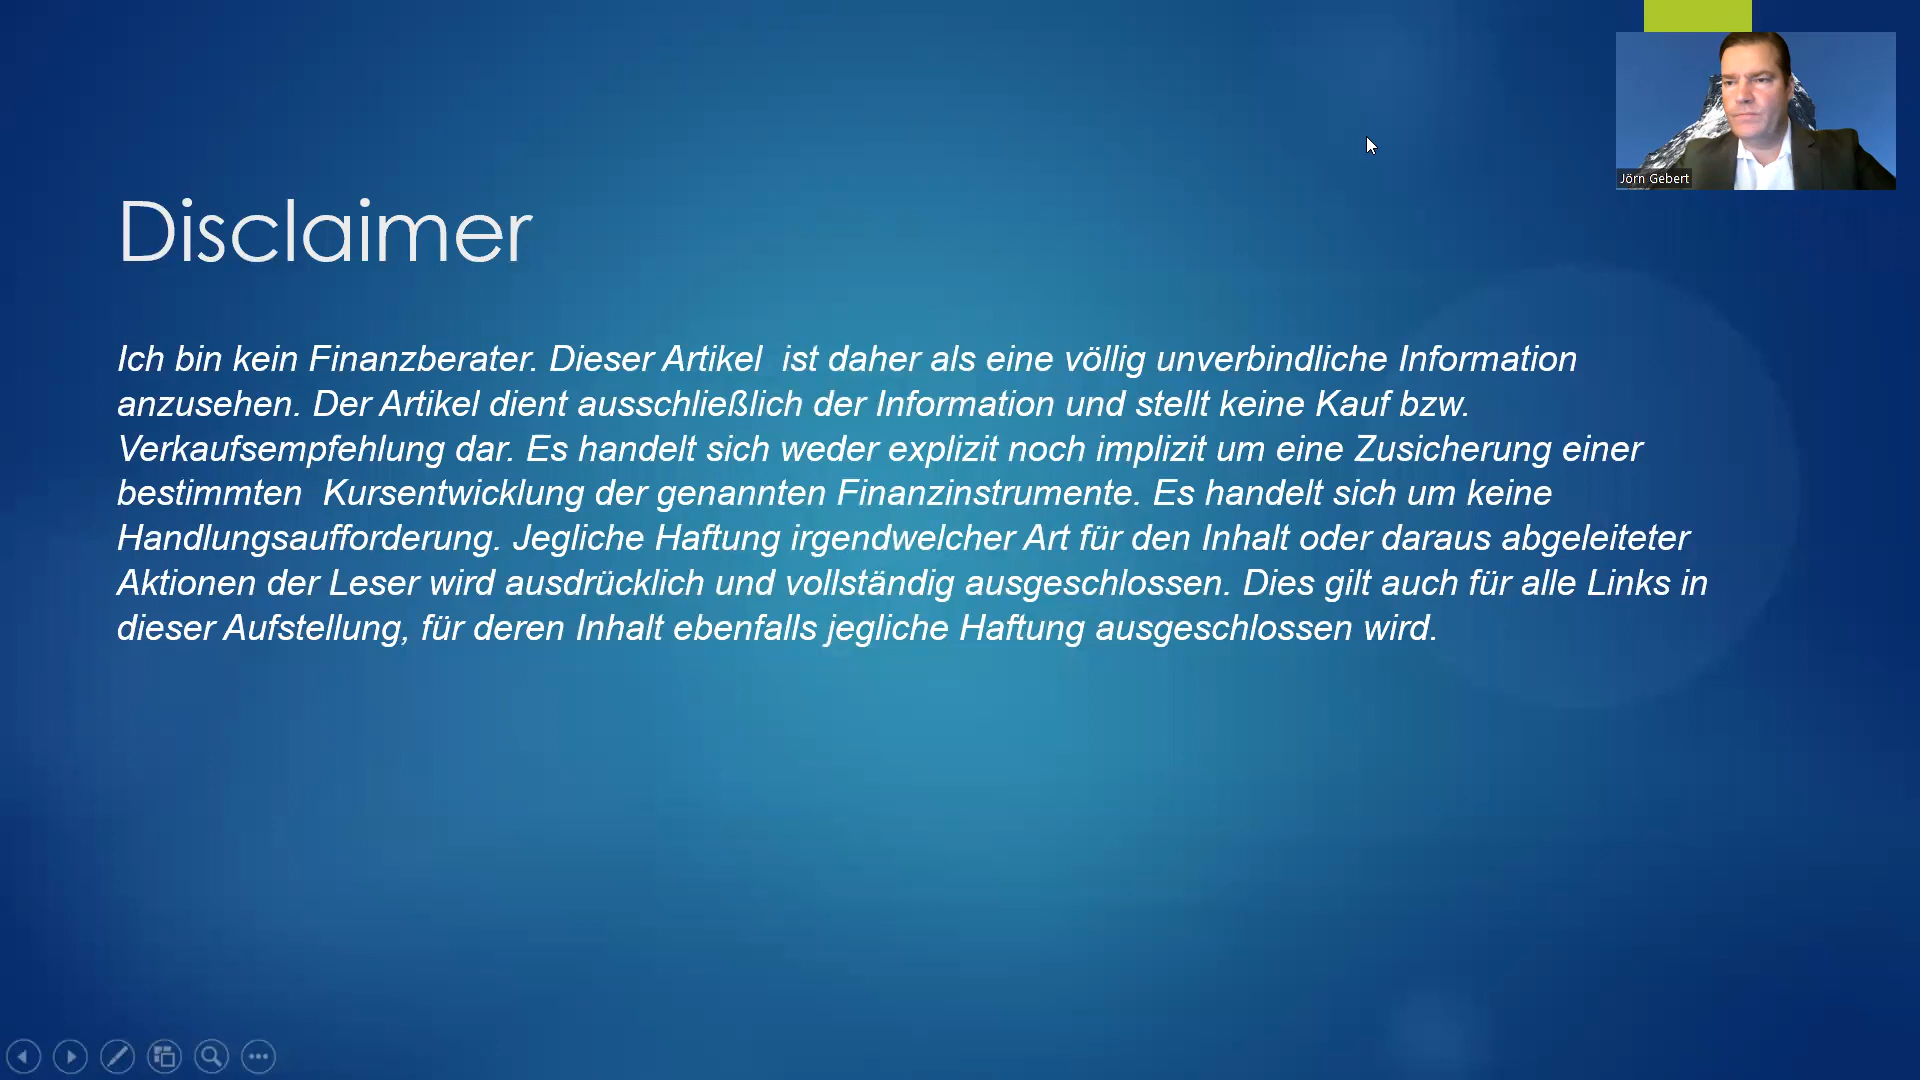 Jörn Gebert
Disclaimer
Ich bin kein Finanzberater. Dieser Artikel  ist daher als eine völlig unverbindliche Information
anzusehen. Der Artikel dient ausschließlich der Information und stellt keine Kauf bzw.
Verkaufsempfehlung dar. Es handelt sich weder explizit noch implizit um eine Zusicherung einer
bestimmten  Kursentwicklung der genannten Finanzinstrumente. Es handelt sich um keine
Handlungsaufforderung. Jegliche Haftung irgendwelcher Art für den Inhalt oder daraus abgeleiteter
Aktionen der Leser wird ausdrücklich und vollständig ausgeschlossen. Dies gilt auch für alle Links in
dieser Aufstellung, für deren Inhalt ebenfalls jegliche Haftung ausgeschlossen wird.